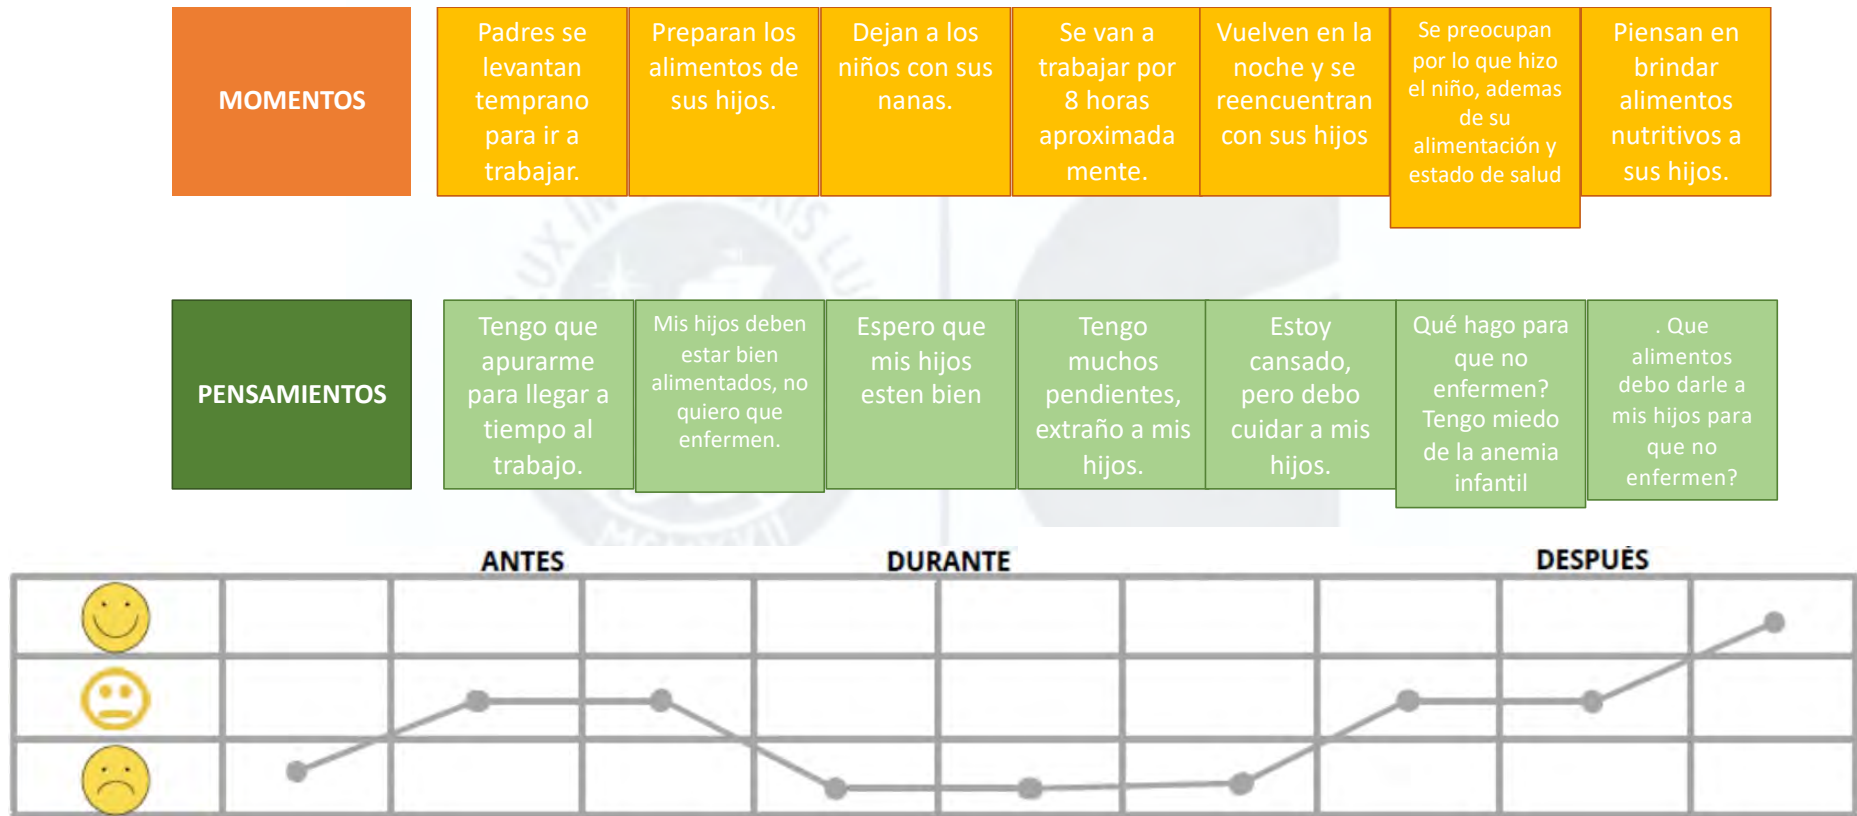 MOMENTOS
Padres se
levantan
temprano
para ir a
trabajar.
Preparan los
alimentos de
sus hijos.
Dejan a los
niños con sus
nanas.
Se van a
trabajar por
8 horas
aproximada
mente.
Vuelven en la
noche y se
reencuentran
con sus hijos
Se preocupan
por lo que hizo
el niño, ademas
de su
alimentación y
estado de salud
Piensan en
brindar
alimentos
nutritivos a
sus hijos.
PENSAMIENTOS
Tengo que
apurarme
para llegar a
tiempo al
trabajo.
Mis hijos deben
estar bien
alimentados, no
quiero que
enfermen.
Espero que
mis hijos
esten bien
Tengo
muchos
pendientes,
extraño a mis
hijos.
Estoy
cansado,
pero debo
cuidar a mis
hijos.
Qué hago para
que no
enfermen?
Tengo miedo
de la anemia
infantil
. Que
alimentos
debo darle a
mis hijos para
que no
enfermen?
ANTES
DURANTE
DESPUÉS